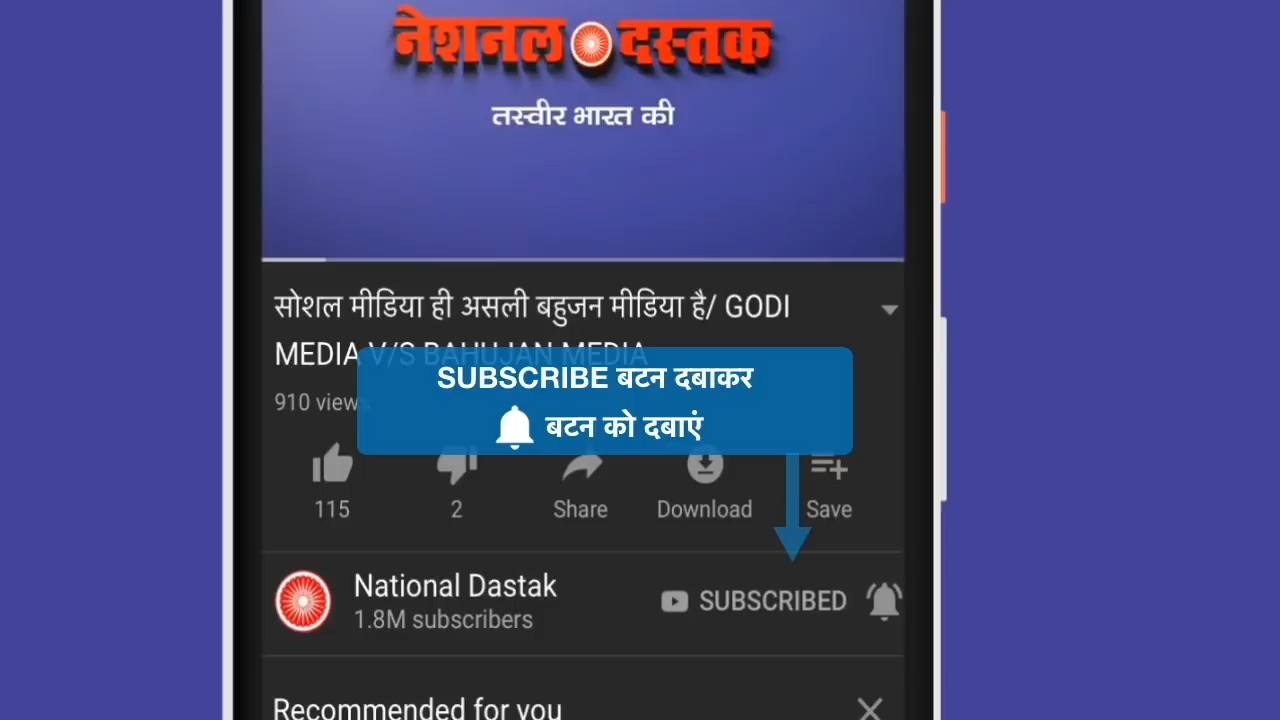 नेशनल दस्तक
तस्वीर भारत की
सोशल मीडिया ही असली बहुजन मीडिया है/ GODI
MEDIA V/S BAHUJAN MEDIA
910 views
SUBSCRIBE बटन दबाकर
बटन को दबाएं
115
2
Share
Download
Save
National Dastak
1.8M subscribers
SUBSCRIBED
Recommended for you